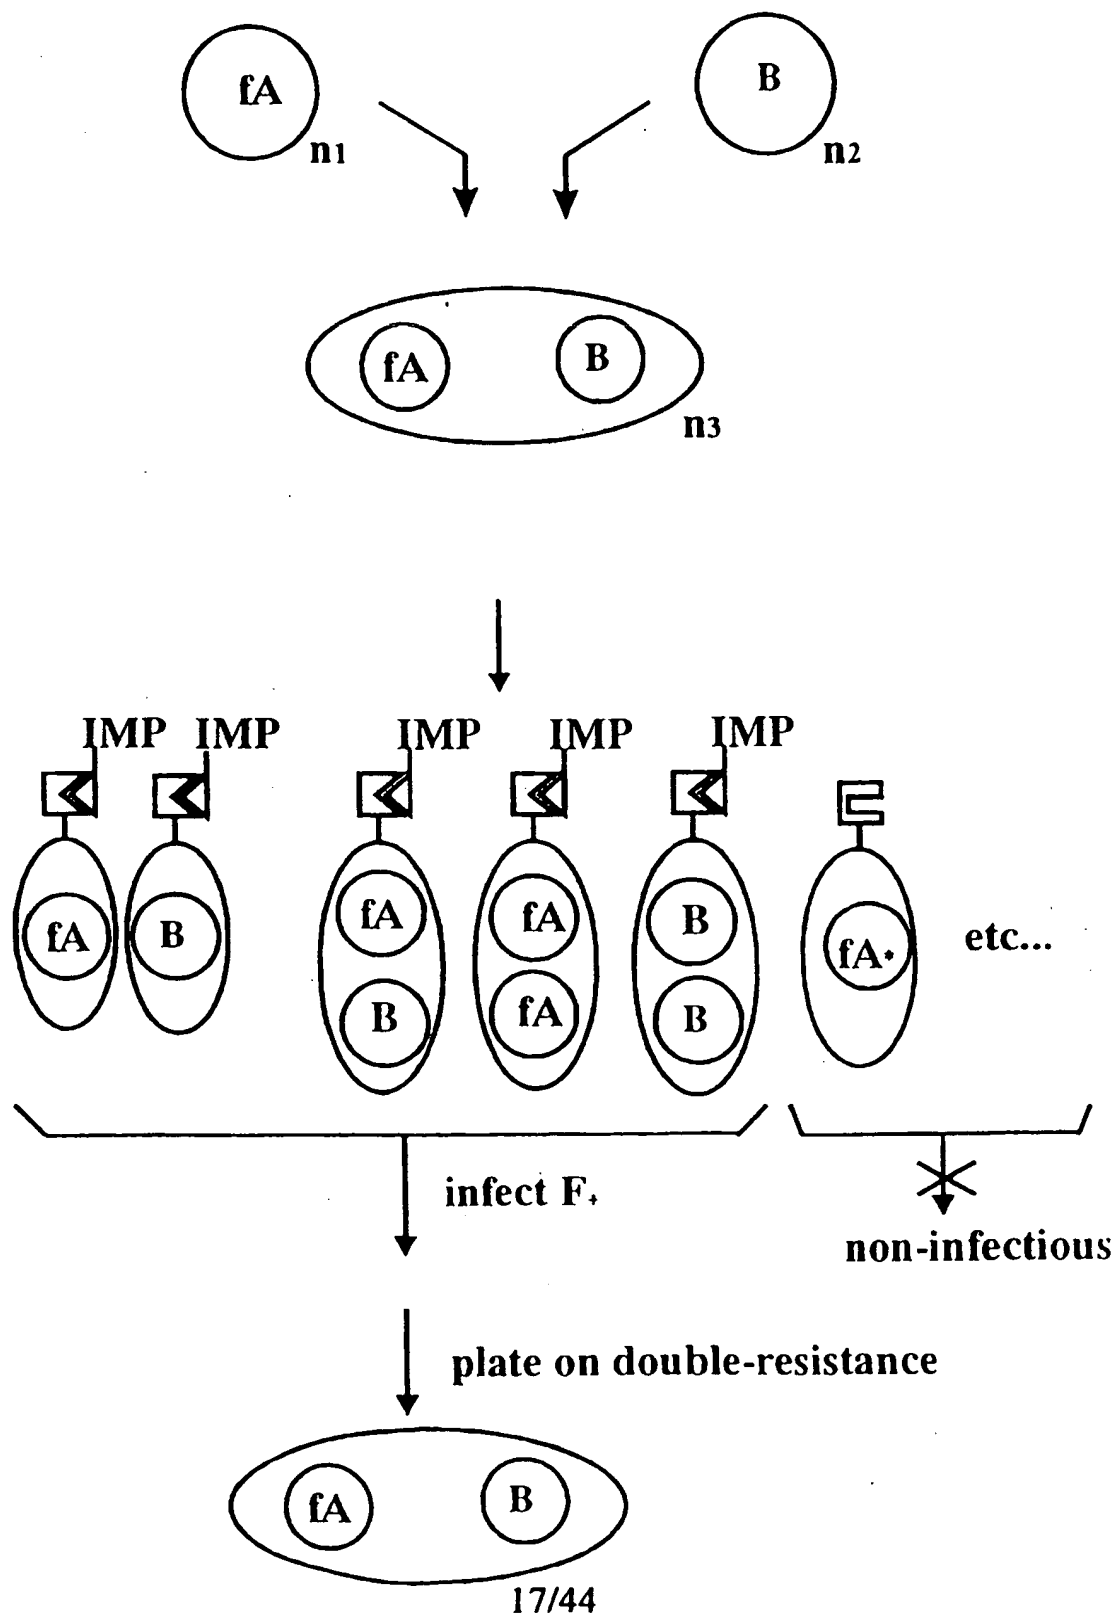 fA B
n1 n2
fA B
n3
IMP IMP IMP IMP IMP
fA B fA fA B fA*
B fA B
etc...
infect F+
non-infectious
plate on double-resistance
fA B
17/44